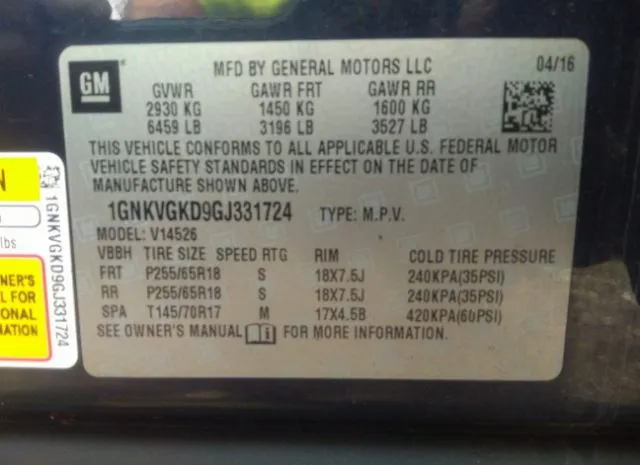 GM
MFD BY GENERAL MOTORS LLC 04/16
GVWR GAWR FRT GAWR RR
2930 KG 1450 KG 1600 KG
6459 LB 3196 LB 3527 LB
THIS VEHICLE CONFORMS TO ALL APPLICABLE U.S. FEDERAL MOTOR
VEHICLE SAFETY STANDARDS IN EFFECT ON THE DATE OF
MANUFACTURE SHOWN ABOVE.
1GNKVGKD9GJ331724 TYPE: M.P.V.
MODEL: V14526
VBBH TIRE SIZE SPEED RTG RIM COLD TIRE PRESSURE
FRT P255/65R18 S 18X7.5J 240KPA(35PSI)
RR P255/65R18 S 18X7.5J 240KPA(35PSI)
SPA T145/70R17 M 17X4.5B 420KPA(60PSI)
SEE OWNER'S MANUAL FOR MORE INFORMATION.
1GNKVGKD9GJ331724
N
lbs
WNER'S
L FOR
ONAL
MATION